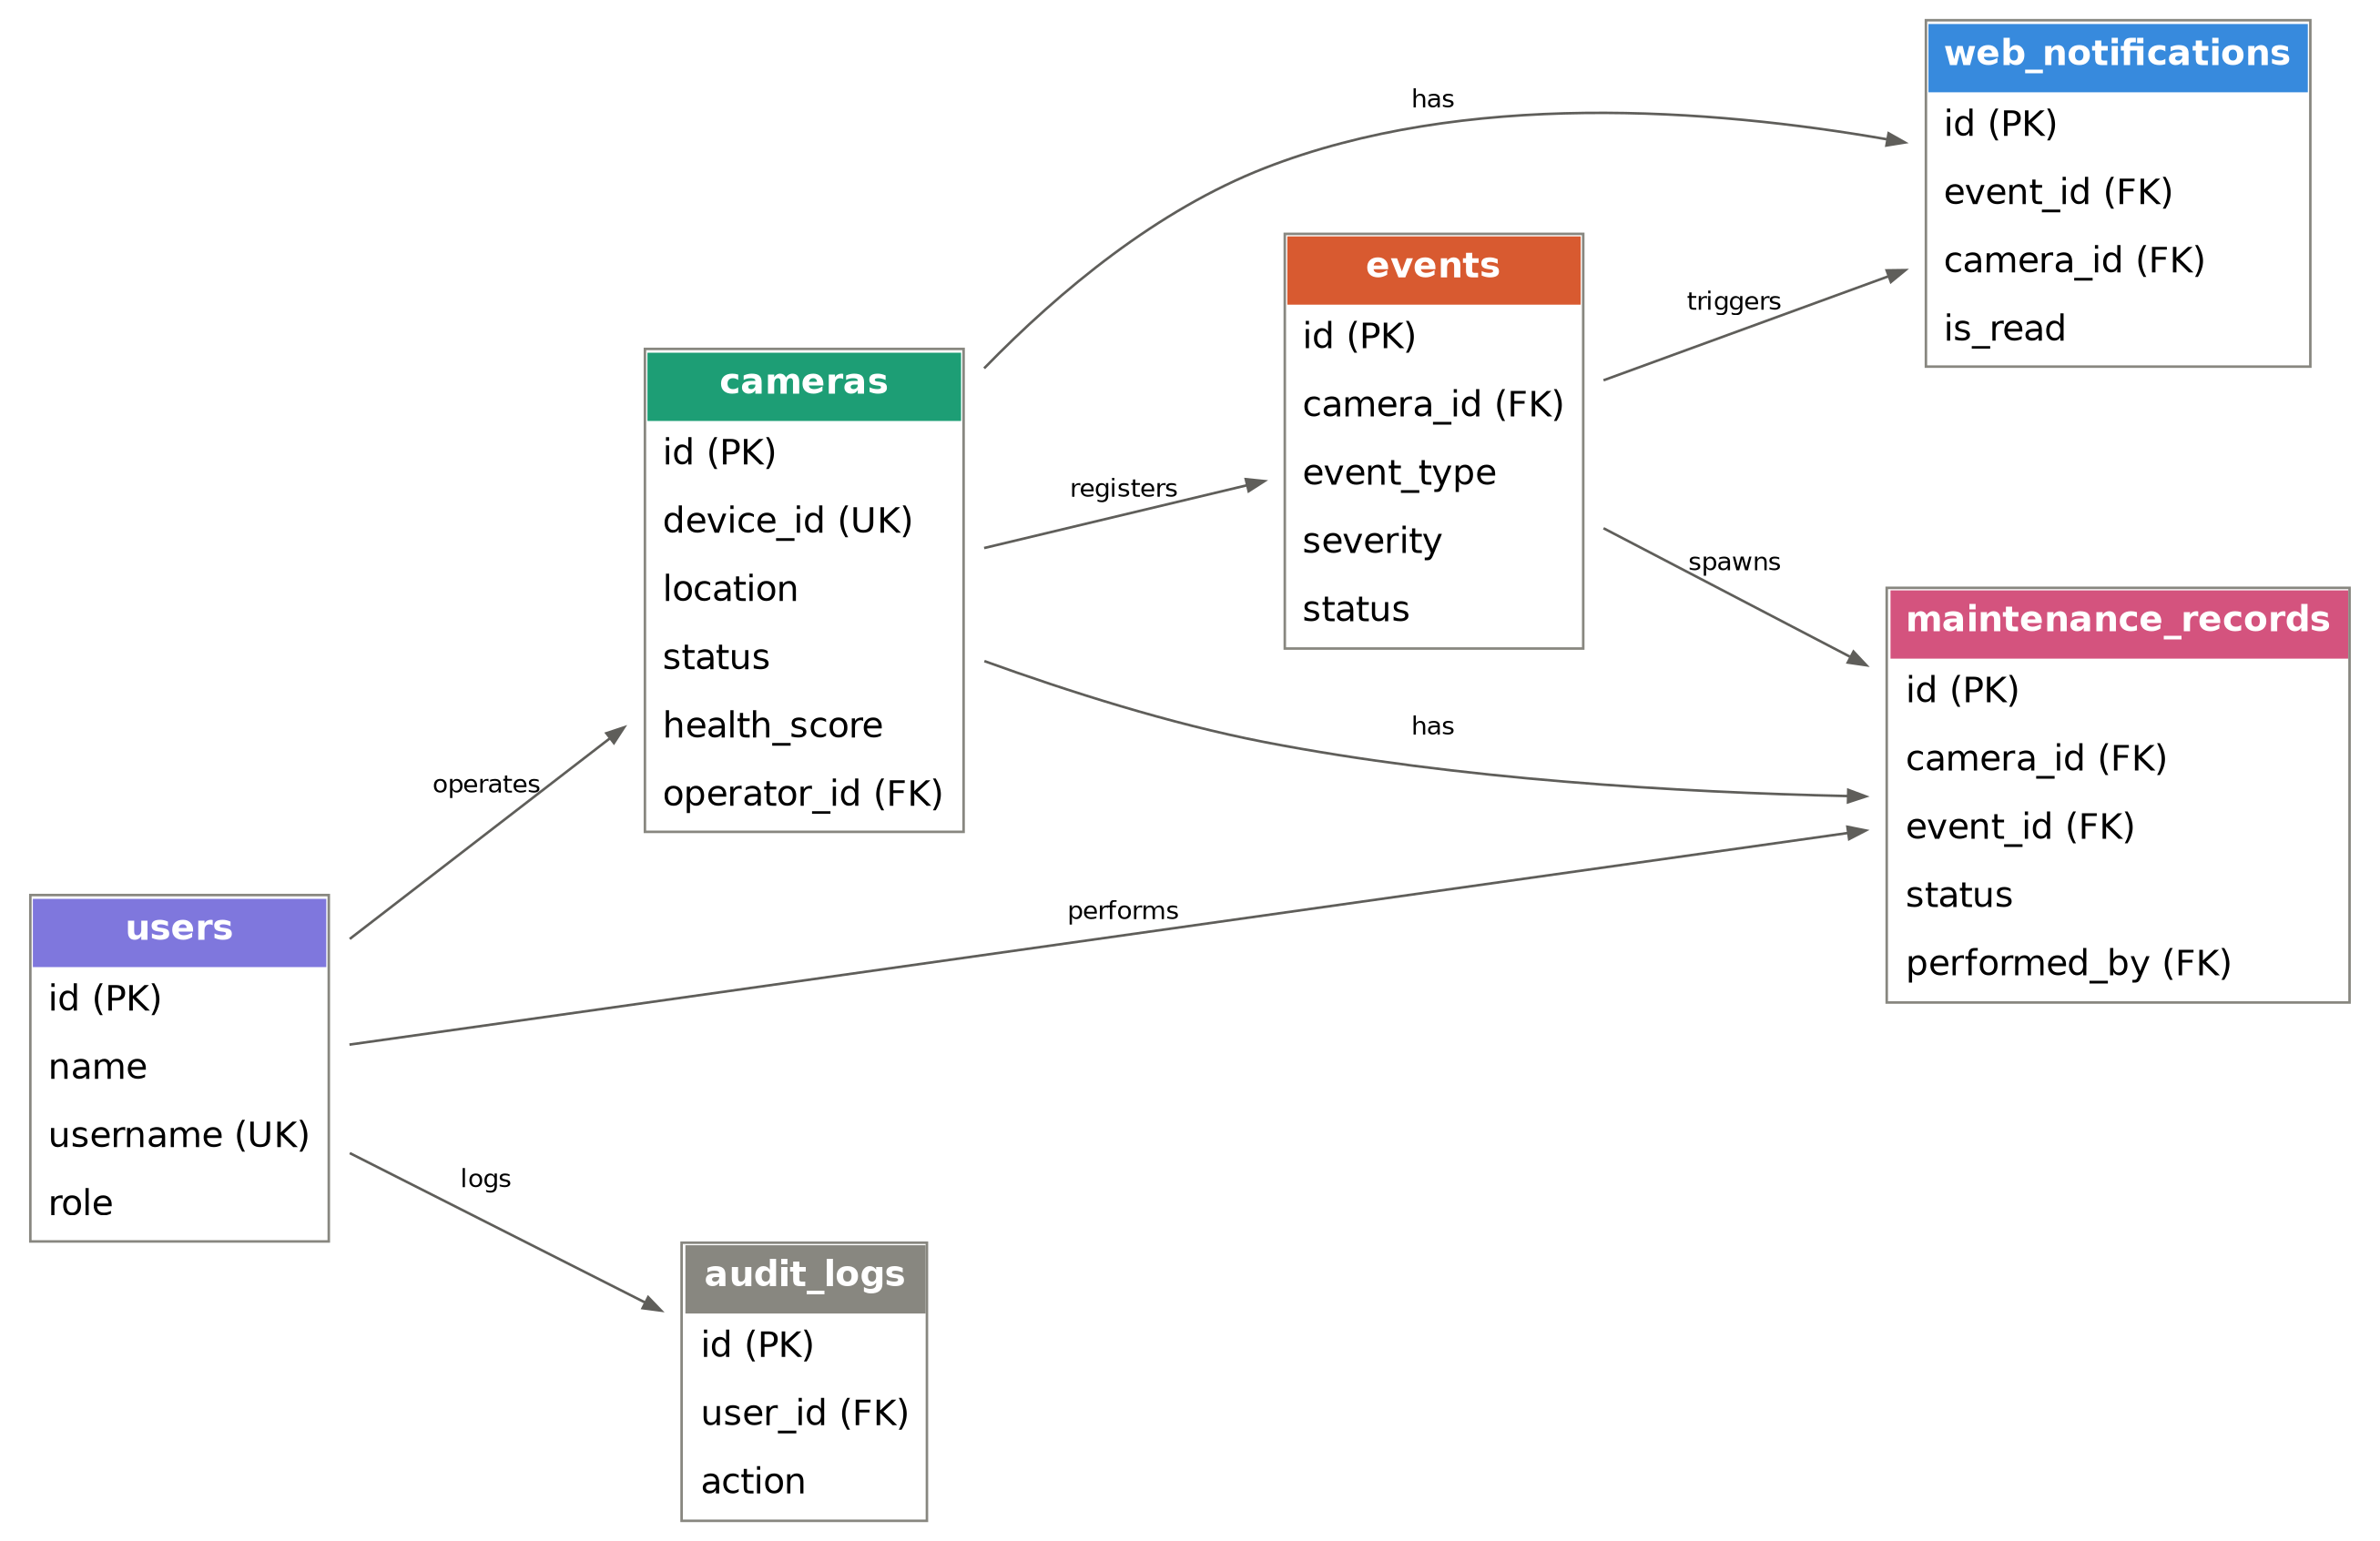 web_notifications
id (PK)
event_id (FK)
camera_id (FK)
is_read
has
events
id (PK)
camera_id (FK)
event_type
severity
status
triggers
spawns
cameras
id (PK)
device_id (UK)
location
status
health_score
operator_id (FK)
registers
has
maintenance_records
id (PK)
camera_id (FK)
event_id (FK)
status
performed_by (FK)
operates
performs
users
id (PK)
name
username (UK)
role
logs
audit_logs
id (PK)
user_id (FK)
action